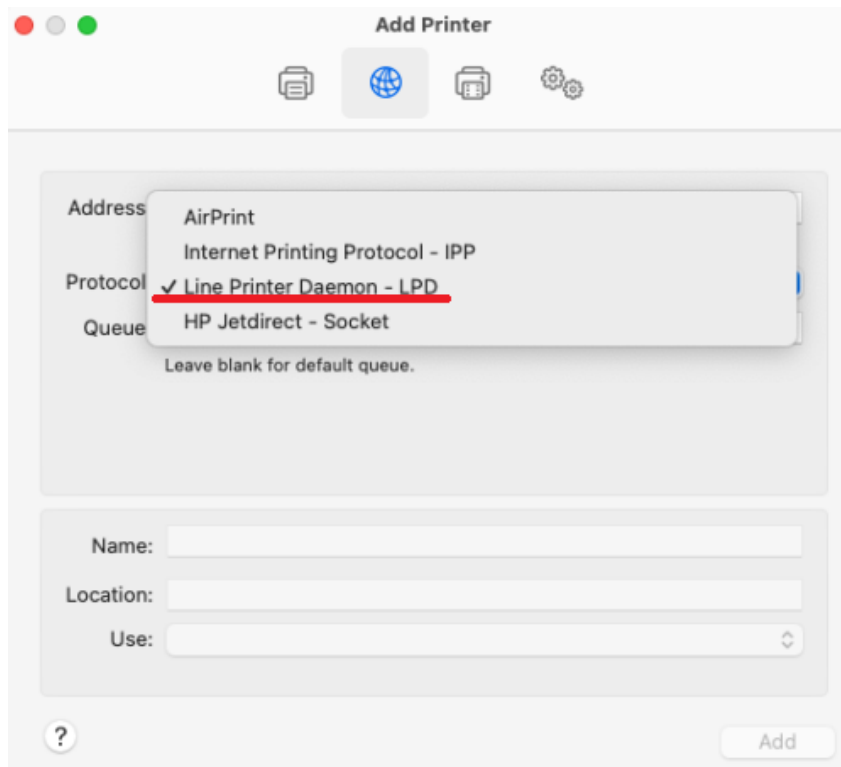 Add Printer
Address
AirPrint
Internet Printing Protocol - IPP
Protocol ✓ Line Printer Daemon - LPD
Queue HP Jetdirect - Socket
Leave blank for default queue.
Name:
Location:
Use:
? Add